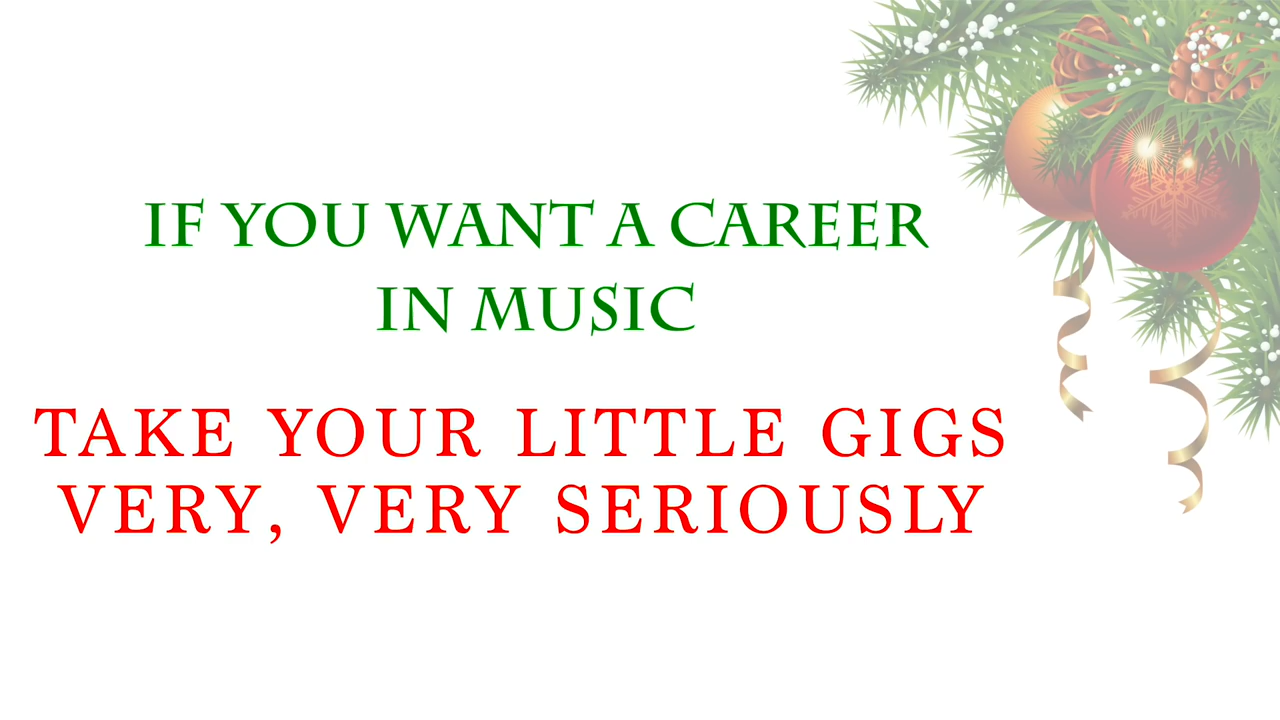 IF YOU WANT A CAREER
IN MUSIC
TAKE YOUR LITTLE GIGS
VERY, VERY SERIOUSLY